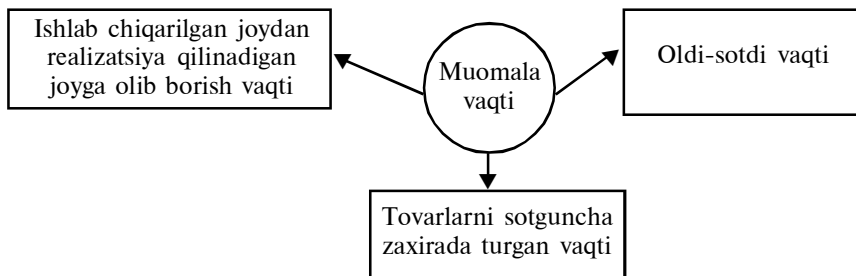 Ishlab chiqarilgan joydan
realizatsiya qilinadigan
joyga olib borish vaqti
Muomala
vaqti
Oldi-sotdi vaqti
Tovarlarni sotguncha
zaxirada turgan vaqti